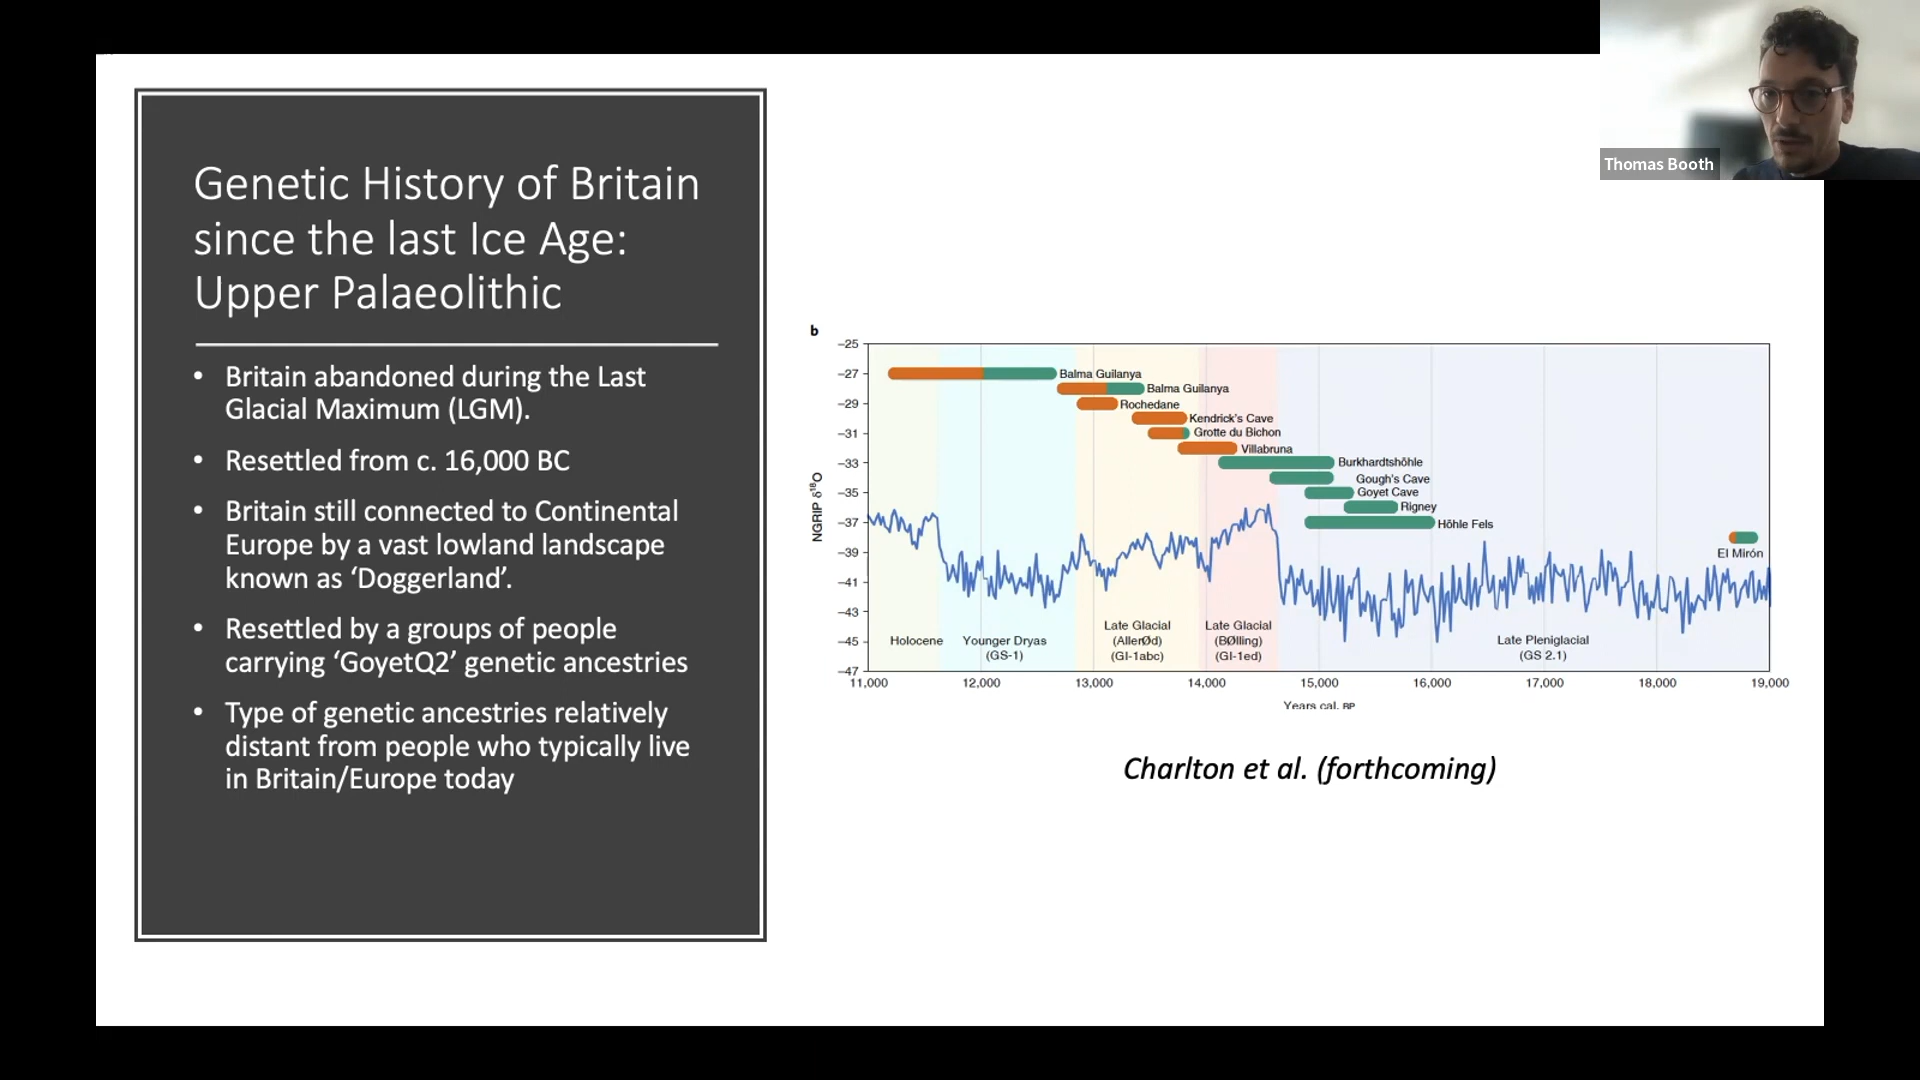 Thomas Booth
Genetic History of Britain
since the last Ice Age:
Upper Palaeolithic
• Britain abandoned during the Last
Glacial Maximum (LGM).
• Resettled from c. 16,000 BC
• Britain still connected to Continental
Europe by a vast lowland landscape
known as ‘Doggerland’.
• Resettled by a groups of people
carrying ‘GoyetQ2’ genetic ancestries
• Type of genetic ancestries relatively
distant from people who typically live
in Britain/Europe today
b
NGRIP δ¹⁸O
–25
–27
–29
–31
–33
–35
–37
–39
–41
–43
–45
–47
Balma Guilanya
Balma Guilanya
Rochedane
Kendrick's Cave
Grotte du Bichon
Villabruna
Burkhardtshöhle
Gough's Cave
Goyet Cave
Rigney
Höhle Fels
El Mirón
Holocene
Younger Dryas
(GS-1)
Late Glacial
(AllerØd)
(GI-1abc)
Late Glacial
(BØlling)
(GI-1ed)
Late Pleniglacial
(GS 2.1)
11,000 12,000 13,000 14,000 15,000 16,000 17,000 18,000 19,000
Years cal. BP
Charlton et al. (forthcoming)